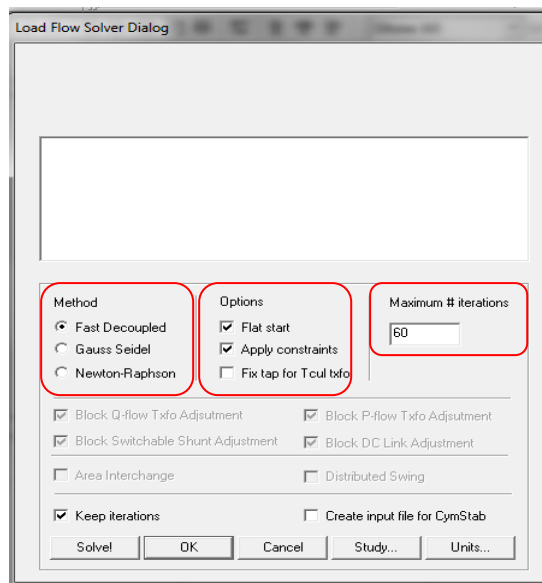 Load Flow Solver Dialog
Method
Fast Decoupled
Gauss Seidel
Newton-Raphson
Options
Flat start
Apply constraints
Fix tap for Tcul txfo
Maximum # iterations
60
Block Q-flow Txfo Adjsutment
Block P-flow Txfo Adjsutment
Block Switchable Shunt Adjustment
Block DC Link Adjustment
Area Interchange
Distributed Swing
Keep iterations
Create input file for CymStab
Solve!
OK
Cancel
Study...
Units...